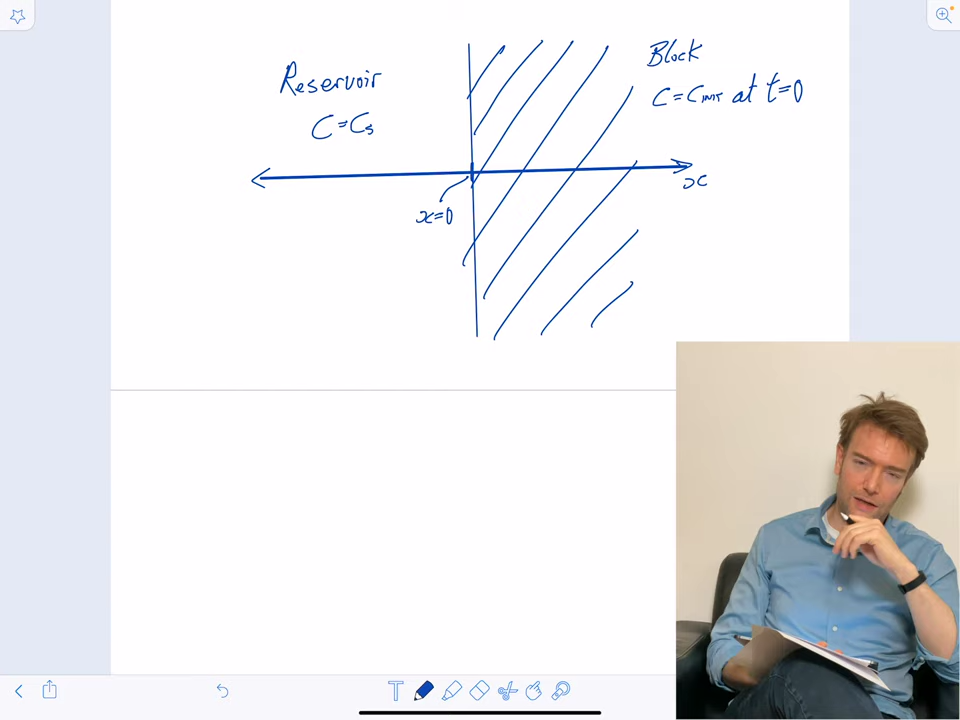 Reservoir
C=Cs
Block
C=CINIT at t=0
x
x=0
T